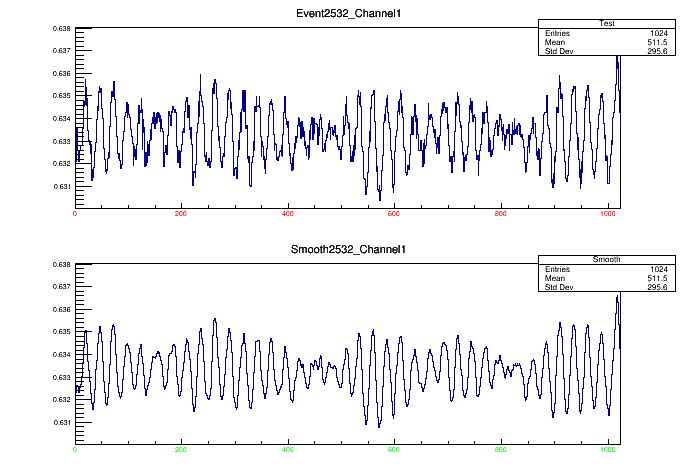 Event2532_Channel1
Test
Entries 1024
Mean 511.5
Std Dev 295.6
0.638
0.637
0.636
0.635
0.634
0.633
0.632
0.631
0 200 400 600 800 1000
Smooth2532_Channel1
Smooth
Entries 1024
Mean 511.5
Std Dev 295.6
0.638
0.637
0.636
0.635
0.634
0.633
0.632
0.631
0 200 400 600 800 1000